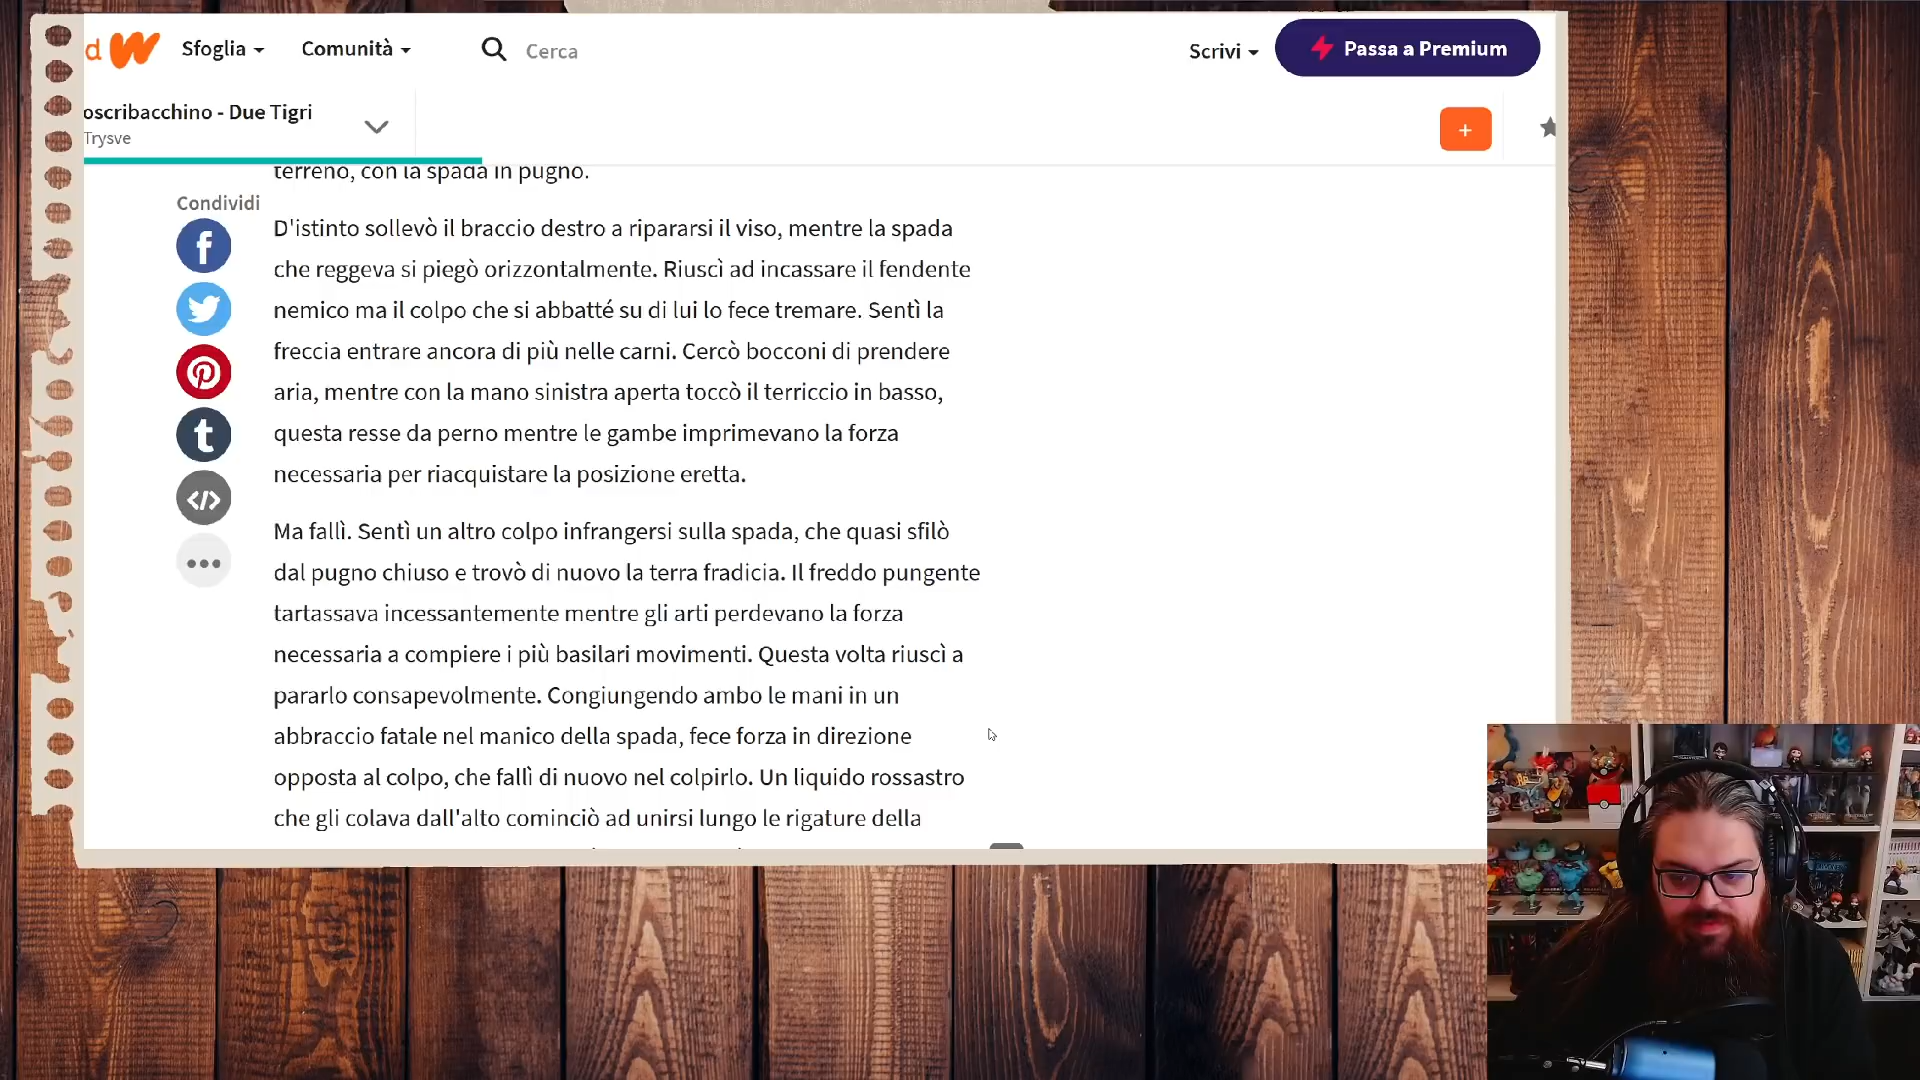 d
Sfoglia
Comunità
Cerca
Scrivi
Passa a Premium
oscribacchino - Due Tigri
Trysve
Condividi
terreno, con la spada in pugno.
D'istinto sollevò il braccio destro a ripararsi il viso, mentre la spada
che reggeva si piegò orizzontalmente. Riuscì ad incassare il fendente
nemico ma il colpo che si abbatté su di lui lo fece tremare. Sentì la
freccia entrare ancora di più nelle carni. Cercò bocconi di prendere
aria, mentre con la mano sinistra aperta toccò il terriccio in basso,
questa resse da perno mentre le gambe imprimevano la forza
necessaria per riacquistare la posizione eretta.
Ma fallì. Sentì un altro colpo infrangersi sulla spada, che quasi sfilò
dal pugno chiuso e trovò di nuovo la terra fradicia. Il freddo pungente
tartassava incessantemente mentre gli arti perdevano la forza
necessaria a compiere i più basilari movimenti. Questa volta riuscì a
pararlo consapevolmente. Congiungendo ambo le mani in un
abbraccio fatale nel manico della spada, fece forza in direzione
opposta al colpo, che fallì di nuovo nel colpirlo. Un liquido rossastro
che gli colava dall'alto cominciò ad unirsi lungo le rigature della